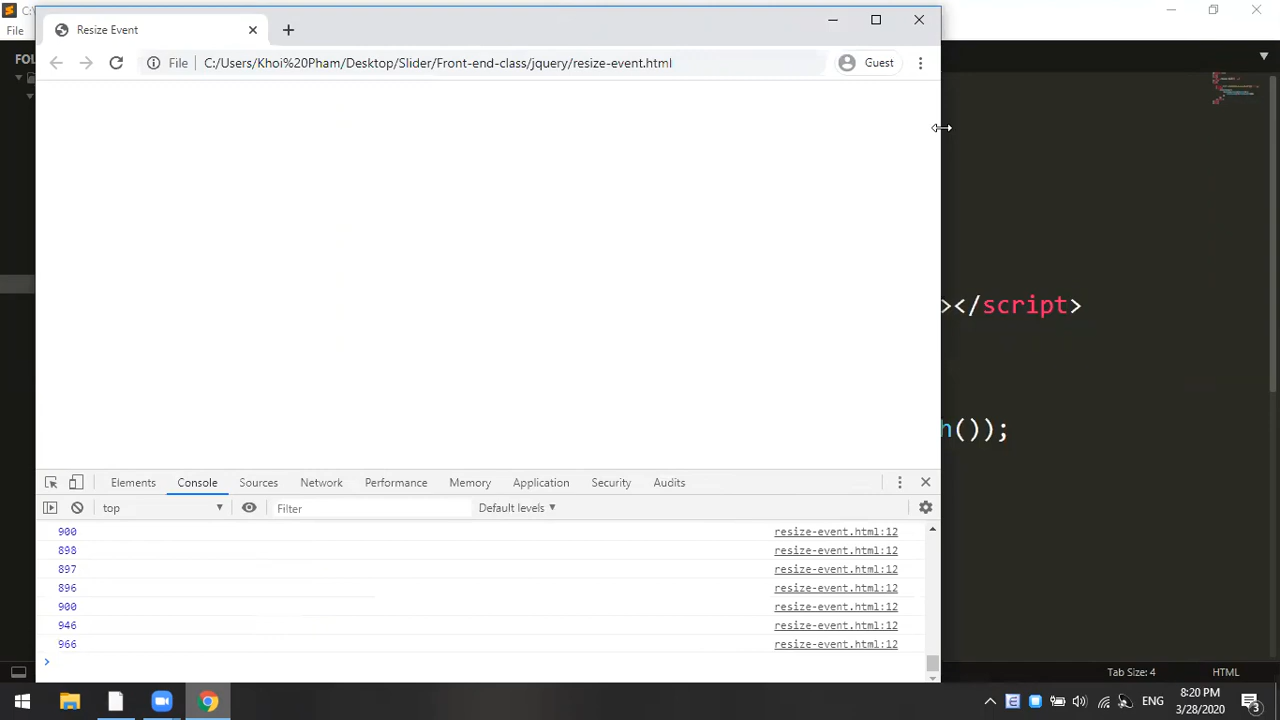 C:\
File
FOL
Resize Event
File
C:/Users/Khoi%20Pham/Desktop/Slider/Front-end-class/jquery/resize-event.html
Guest
></script>
h());
Elements Console Sources Network Performance Memory Application Security Audits
top Filter Default levels
900 resize-event.html:12
898 resize-event.html:12
897 resize-event.html:12
896 resize-event.html:12
900 resize-event.html:12
946 resize-event.html:12
966 resize-event.html:12
Tab Size: 4 HTML
ENG
8:20 PM
3/28/2020
3